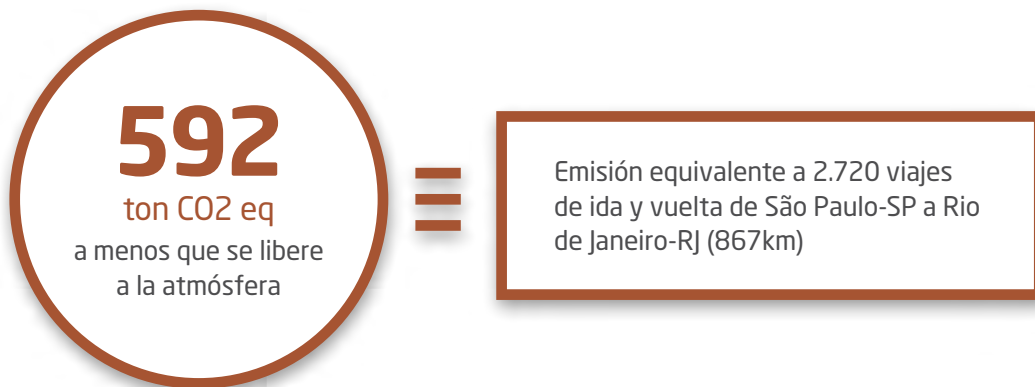 592
ton CO2 eq
a menos que se libere
a la atmósfera
Emisión equivalente a 2.720 viajes
de ida y vuelta de São Paulo-SP a Rio
de Janeiro-RJ (867km)